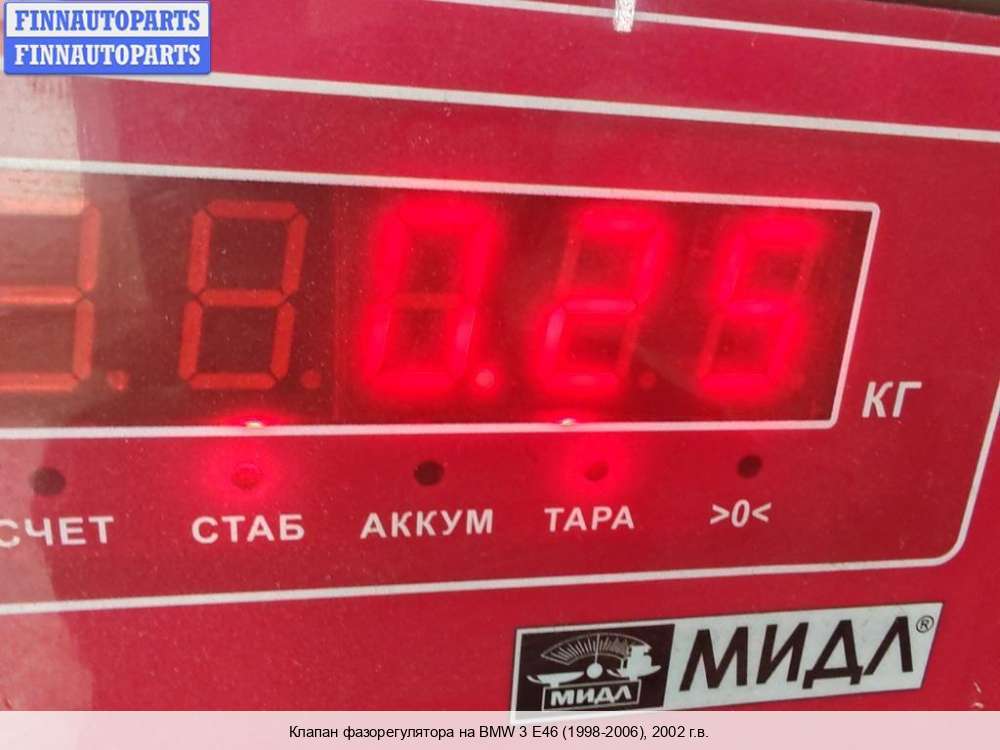 FINNAUTOPARTS
FINNAUTOPARTS
0.25
КГ
СЧЕТ СТАБ АККУМ ТАРА >0<
МИДЛ МИДЛ®
Клапан фазорегулятора на BMW 3 E46 (1998-2006), 2002 г.в.